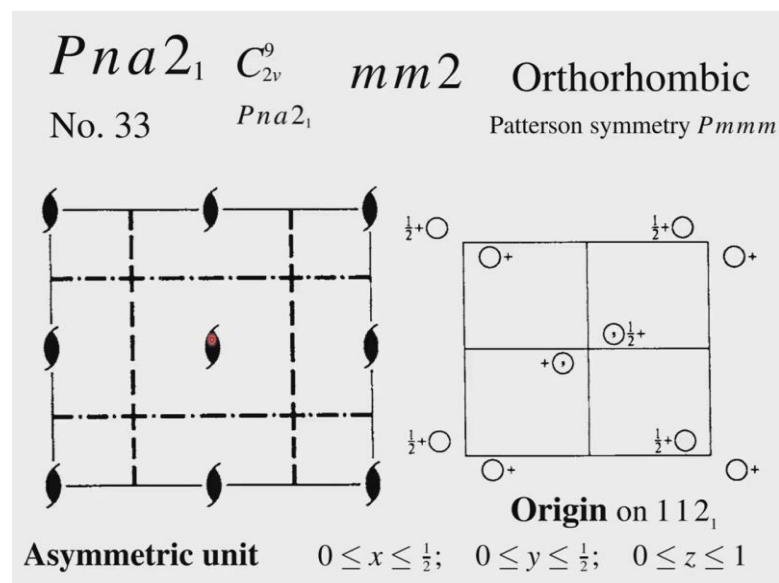 Pna2₁ C⁹₂ᵥ mm2 Orthorhombic
No. 33 Pna2₁ Patterson symmetry Pmmm
½+ ½+
+ +
, ½+
+ ,
½+ ½+
+ +
Origin on 112₁
Asymmetric unit 0 ≤ x ≤ ½; 0 ≤ y ≤ ½; 0 ≤ z ≤ 1